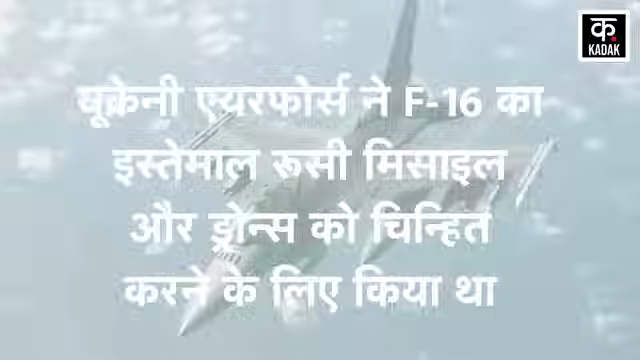 क
KADAK
यूक्रेनी एयरफोर्स ने F-16 का
इस्तेमाल रूसी मिसाइल
और ड्रोन्स को चिन्हित
करने के लिए किया था